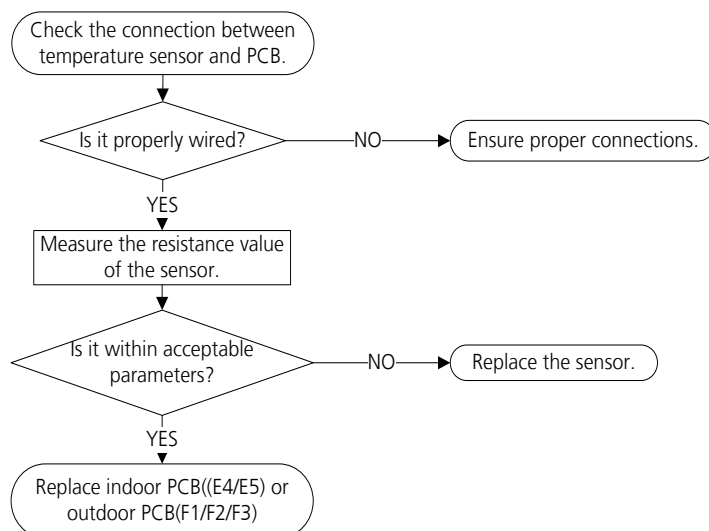 Check the connection between
temperature sensor and PCB.
Is it properly wired?
NO
Ensure proper connections.
YES
Measure the resistance value
of the sensor.
Is it within acceptable
parameters?
NO
Replace the sensor.
YES
Replace indoor PCB((E4/E5) or
outdoor PCB(F1/F2/F3)